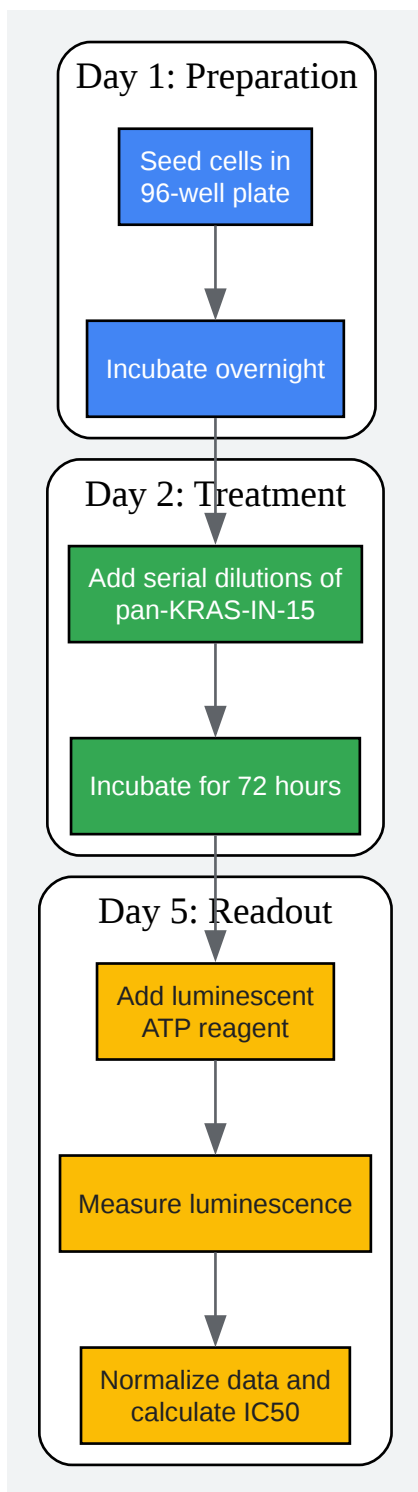 Day 1: Preparation
Seed cells in
96-well plate
Incubate overnight
Day 2: Treatment
Add serial dilutions of
pan-KRAS-IN-15
Incubate for 72 hours
Day 5: Readout
Add luminescent
ATP reagent
Measure luminescence
Normalize data and
calculate IC50